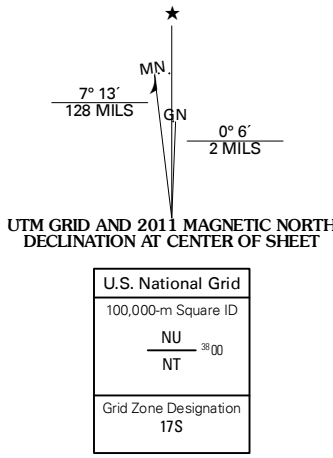 ★
MN
7° 13´
128 MILS
GN
0° 6´
2 MILS
UTM GRID AND 2011 MAGNETIC NORTH
DECLINATION AT CENTER OF SHEET
U.S. National Grid
100,000-m Square ID
NU
3800
NT
Grid Zone Designation
17S